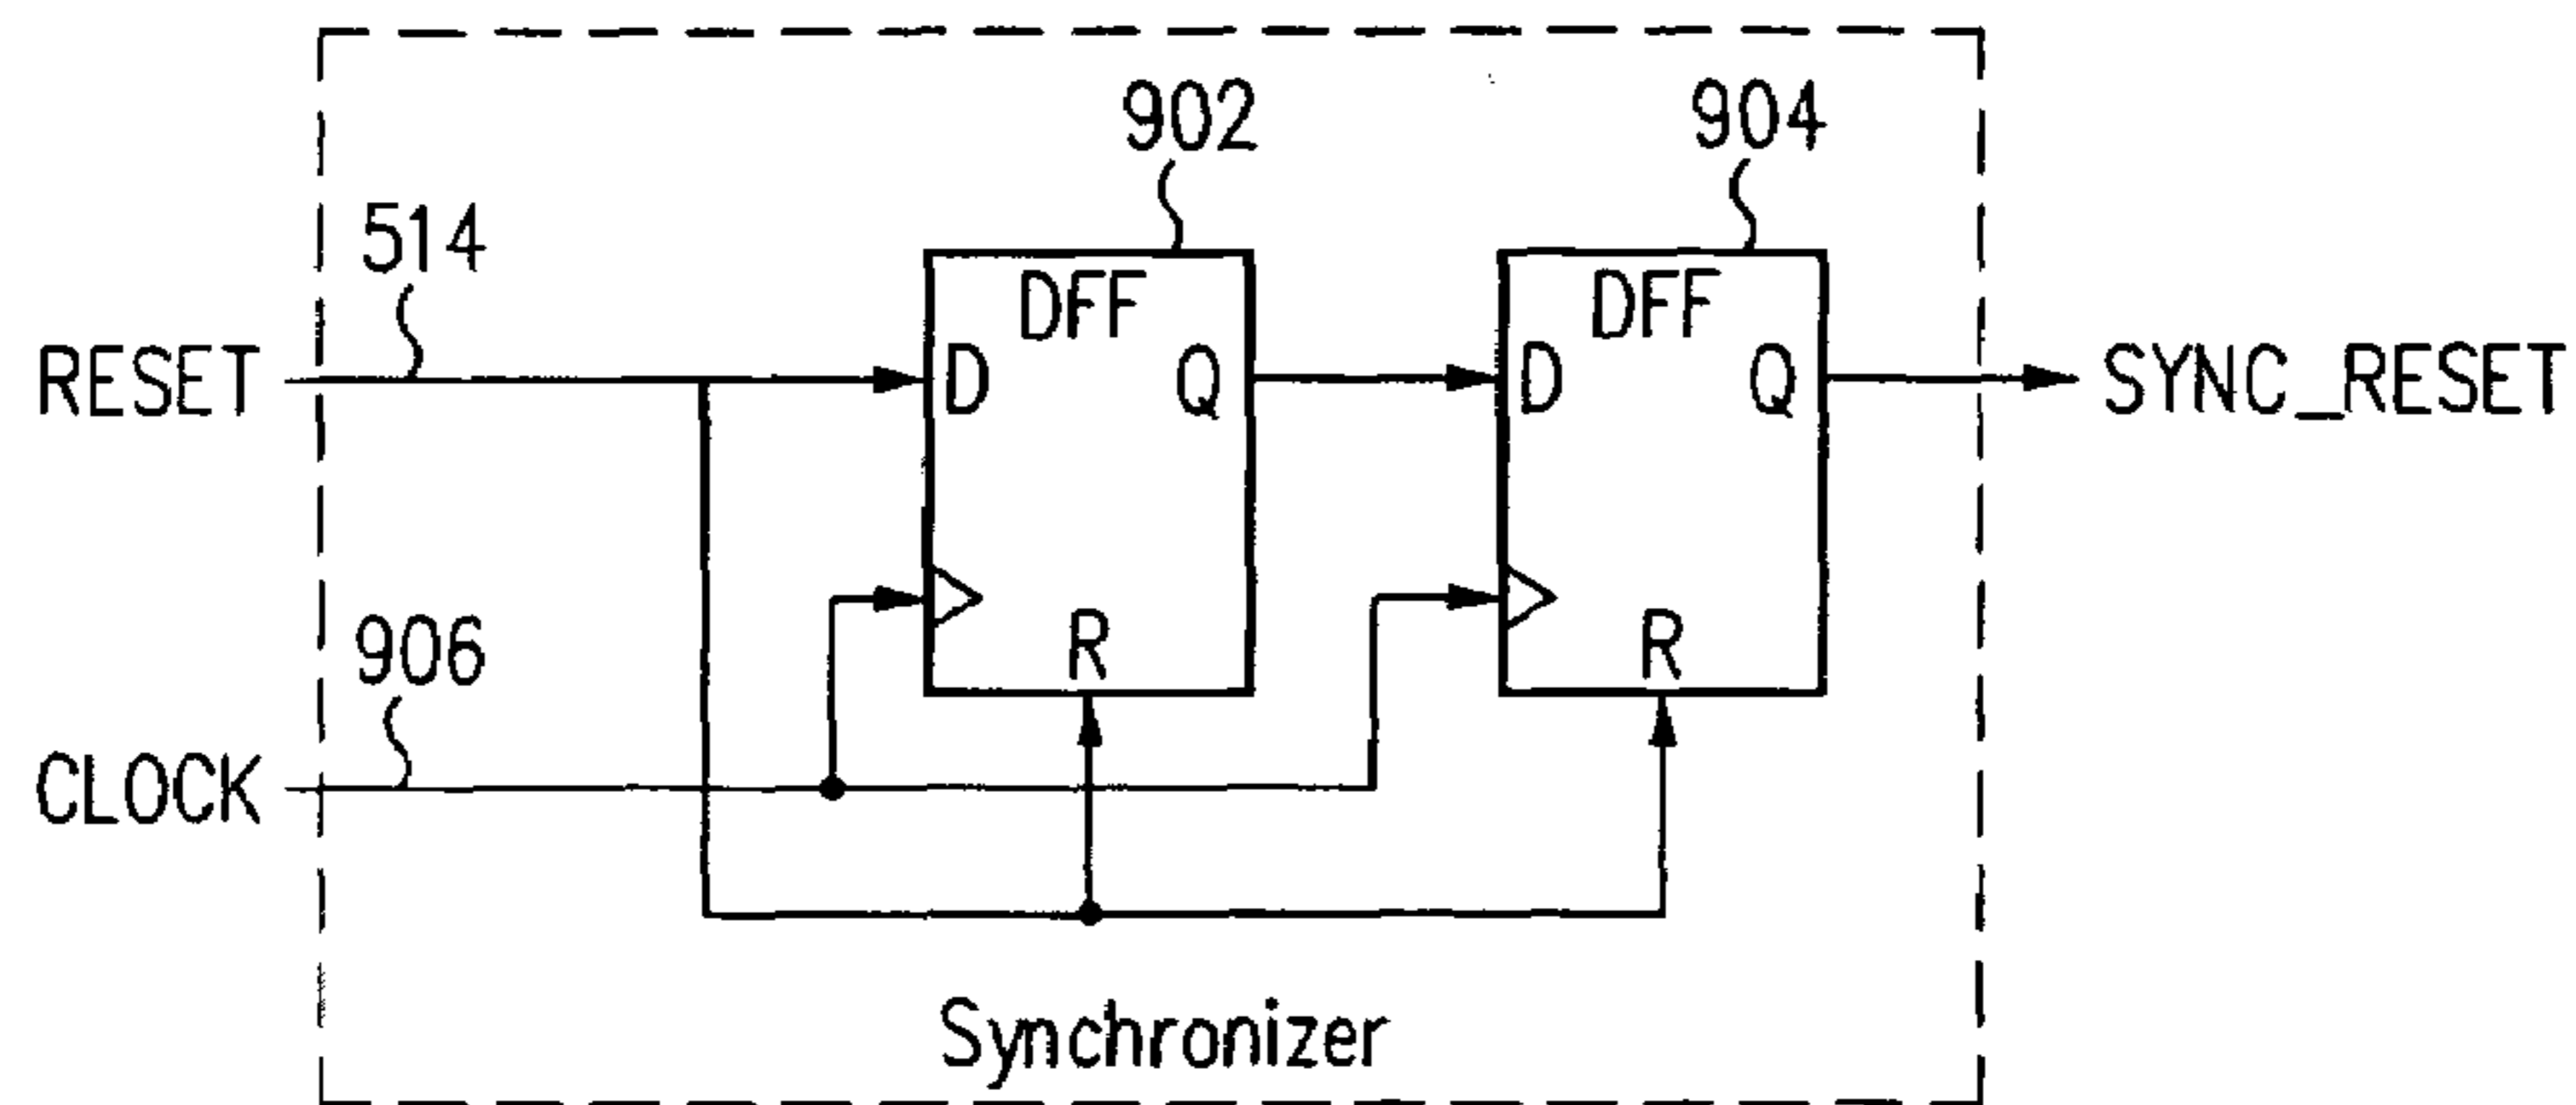 902
904
514
DFF
DFF
RESET
D
Q
D
Q
SYNC_RESET
906
R
R
CLOCK
Synchronizer